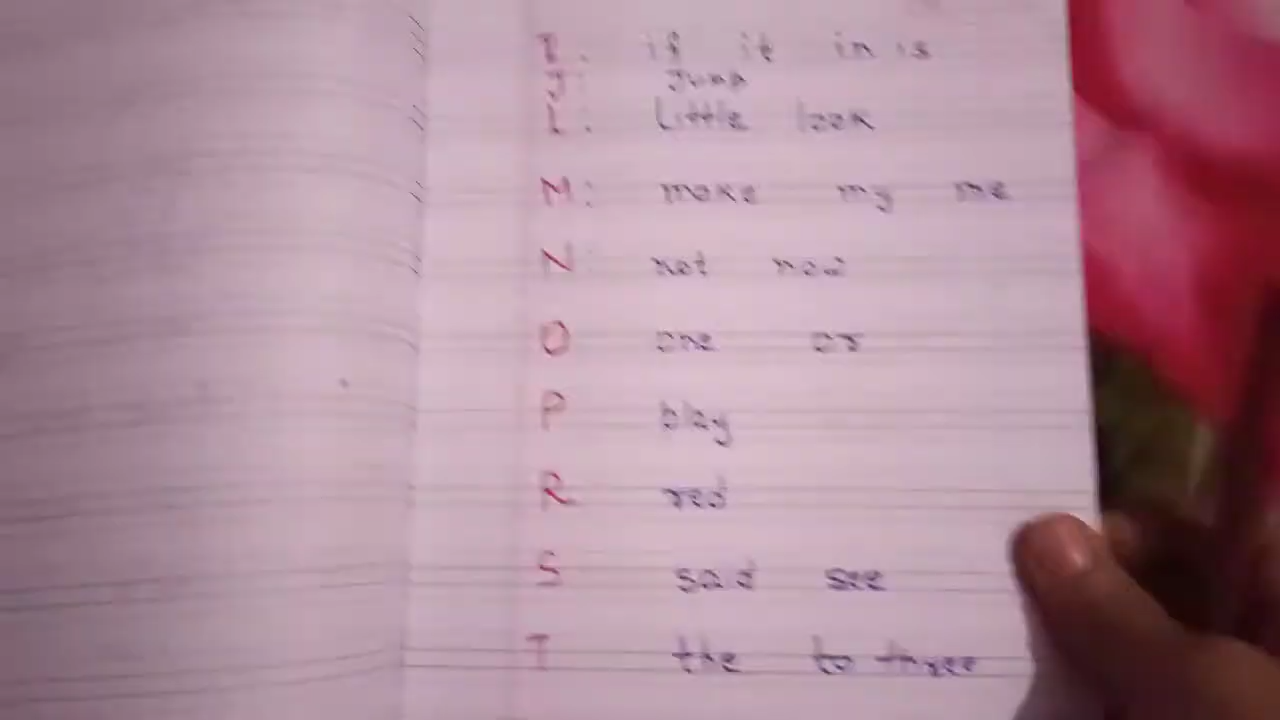 I: if it in is
J: Jump
L: Little look
M: make my me
N: not now
O one or
P play
R red
S sad see
T the to three